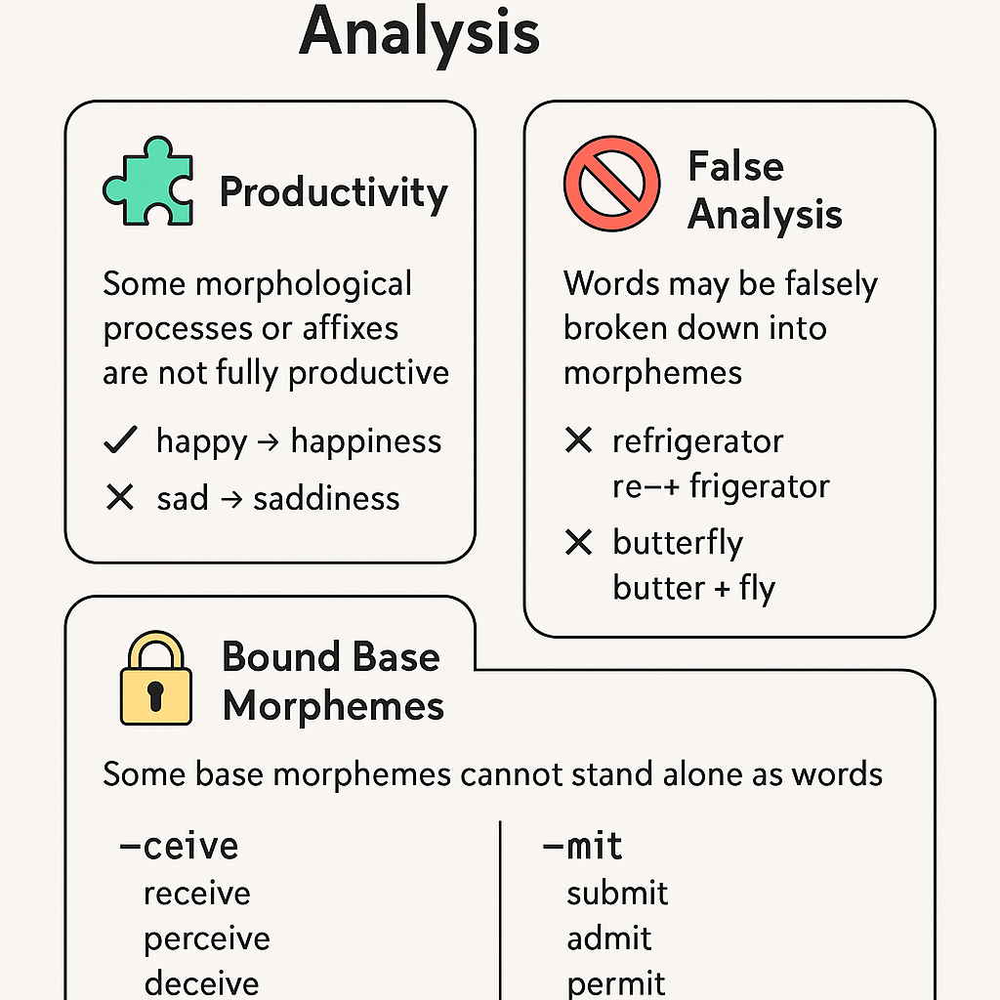 Analysis
Productivity
Some morphological
processes or affixes
are not fully productive
✓ happy → happiness
✕ sad → saddiness
False
Analysis
Words may be falsely
broken down into
morphemes
✕ refrigerator
re–+ frigerator
✕ butterfly
butter + fly
Bound Base
Morphemes
Some base morphemes cannot stand alone as words
–ceive
receive
perceive
deceive
–mit
submit
admit
permit